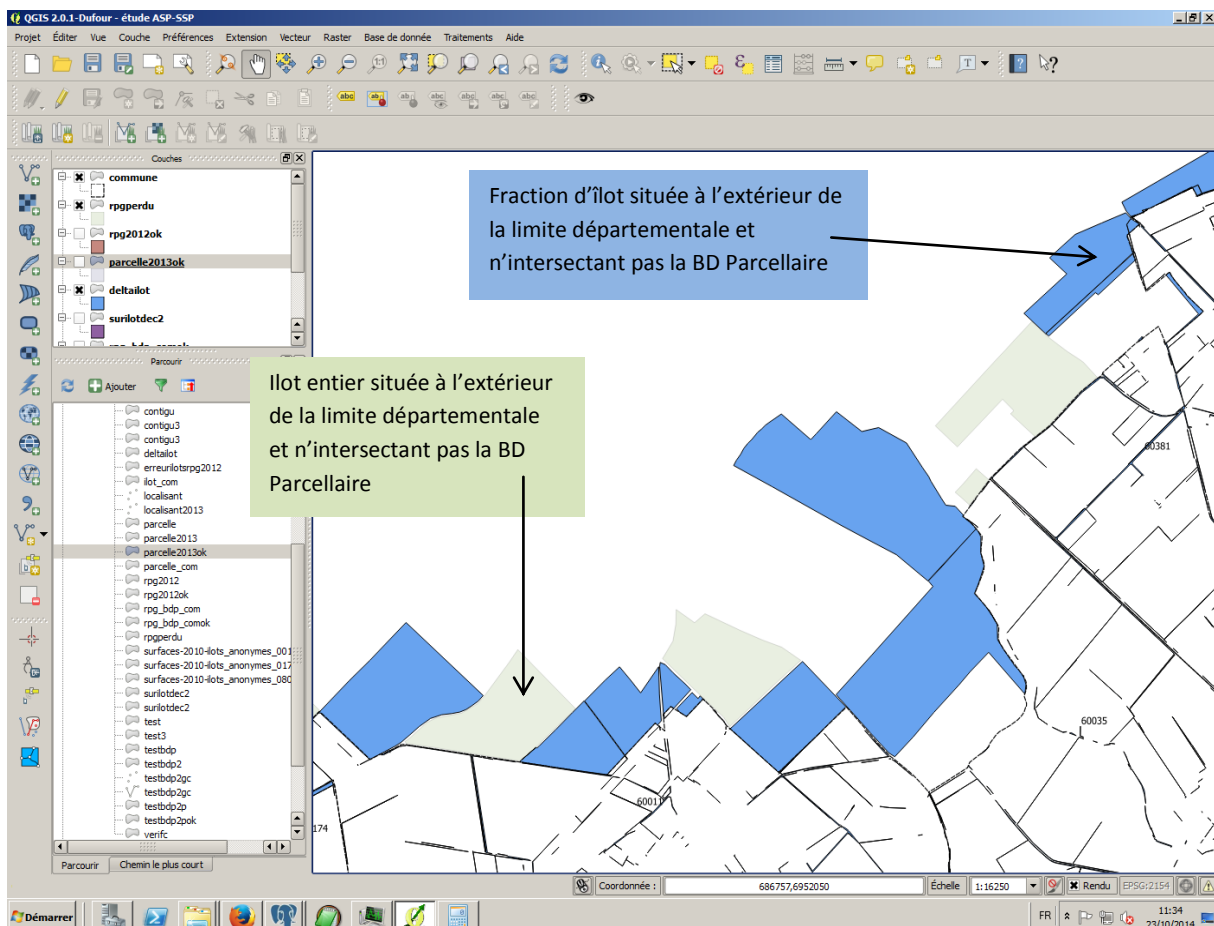 QGIS 2.0.1-Dufour - étude ASP-SSP
Projet Éditer Vue Couche Préférences Extension Vecteur Raster Base de donnée Traitements Aide
Couches
commune
rpgperdu
rpg2012ok
parcelle2013ok
deltailot
surilotdec2
Parcourir
Ajouter
contigu
contigu3
contigu3
deltailot
erreurilotsrpg2012
ilot_com
localisant
localisant2013
parcelle
parcelle2013
parcelle2013ok
parcelle_com
rpg2012
rpg2012ok
rpg_bdp_com
rpg_bdp_comok
rpgperdu
surfaces-2010-ilots_anonymes_001
surfaces-2010-ilots_anonymes_017
surfaces-2010-ilots_anonymes_080
surilotdec2
surilotdec2
test
test3
testbdp
testbdp2
testbdp2gc
testbdp2gc
testbdp2p
testbdp2pok
verifc
Parcourir Chemin le plus court
Fraction d'îlot située à l'extérieur de
la limite départementale et
n'intersectant pas la BD Parcellaire
Ilot entier située à l'extérieur
de la limite départementale
et n'intersectant pas la BD
Parcellaire
60381
60035
174
Coordonnée : 686757,6952050 Échelle 1:16250 Rendu EPSG:2154
Démarrer
FR 11:34
23/10/2014